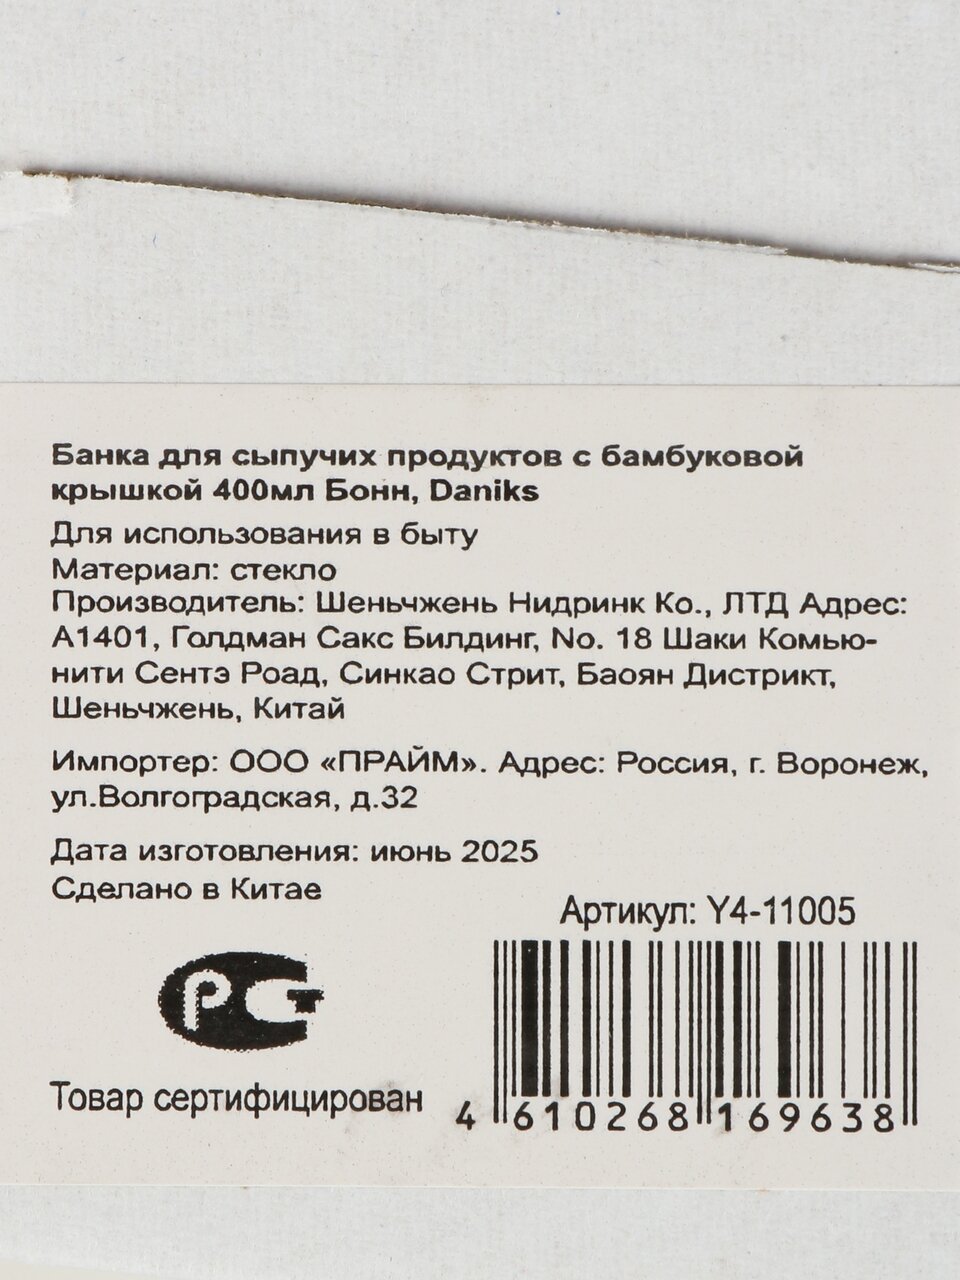 Банка для сыпучих продуктов с бамбуковой
крышкой 400мл Бонн, Daniks
Для использования в быту
Материал: стекло
Производитель: Шеньчжень Нидринк Ко., ЛТД Адрес:
А1401, Голдман Сакс Билдинг, No. 18 Шаки Комью-
нити Сентэ Роад, Синкао Стрит, Баоян Дистрикт,
Шеньчжень, Китай
Импортер: ООО «ПРАЙМ». Адрес: Россия, г. Воронеж,
ул.Волгоградская, д.32
Дата изготовления: июнь 2025
Сделано в Китае
Артикул: Y4-11005
РСТ
Товар сертифицирован
4 610268 169638